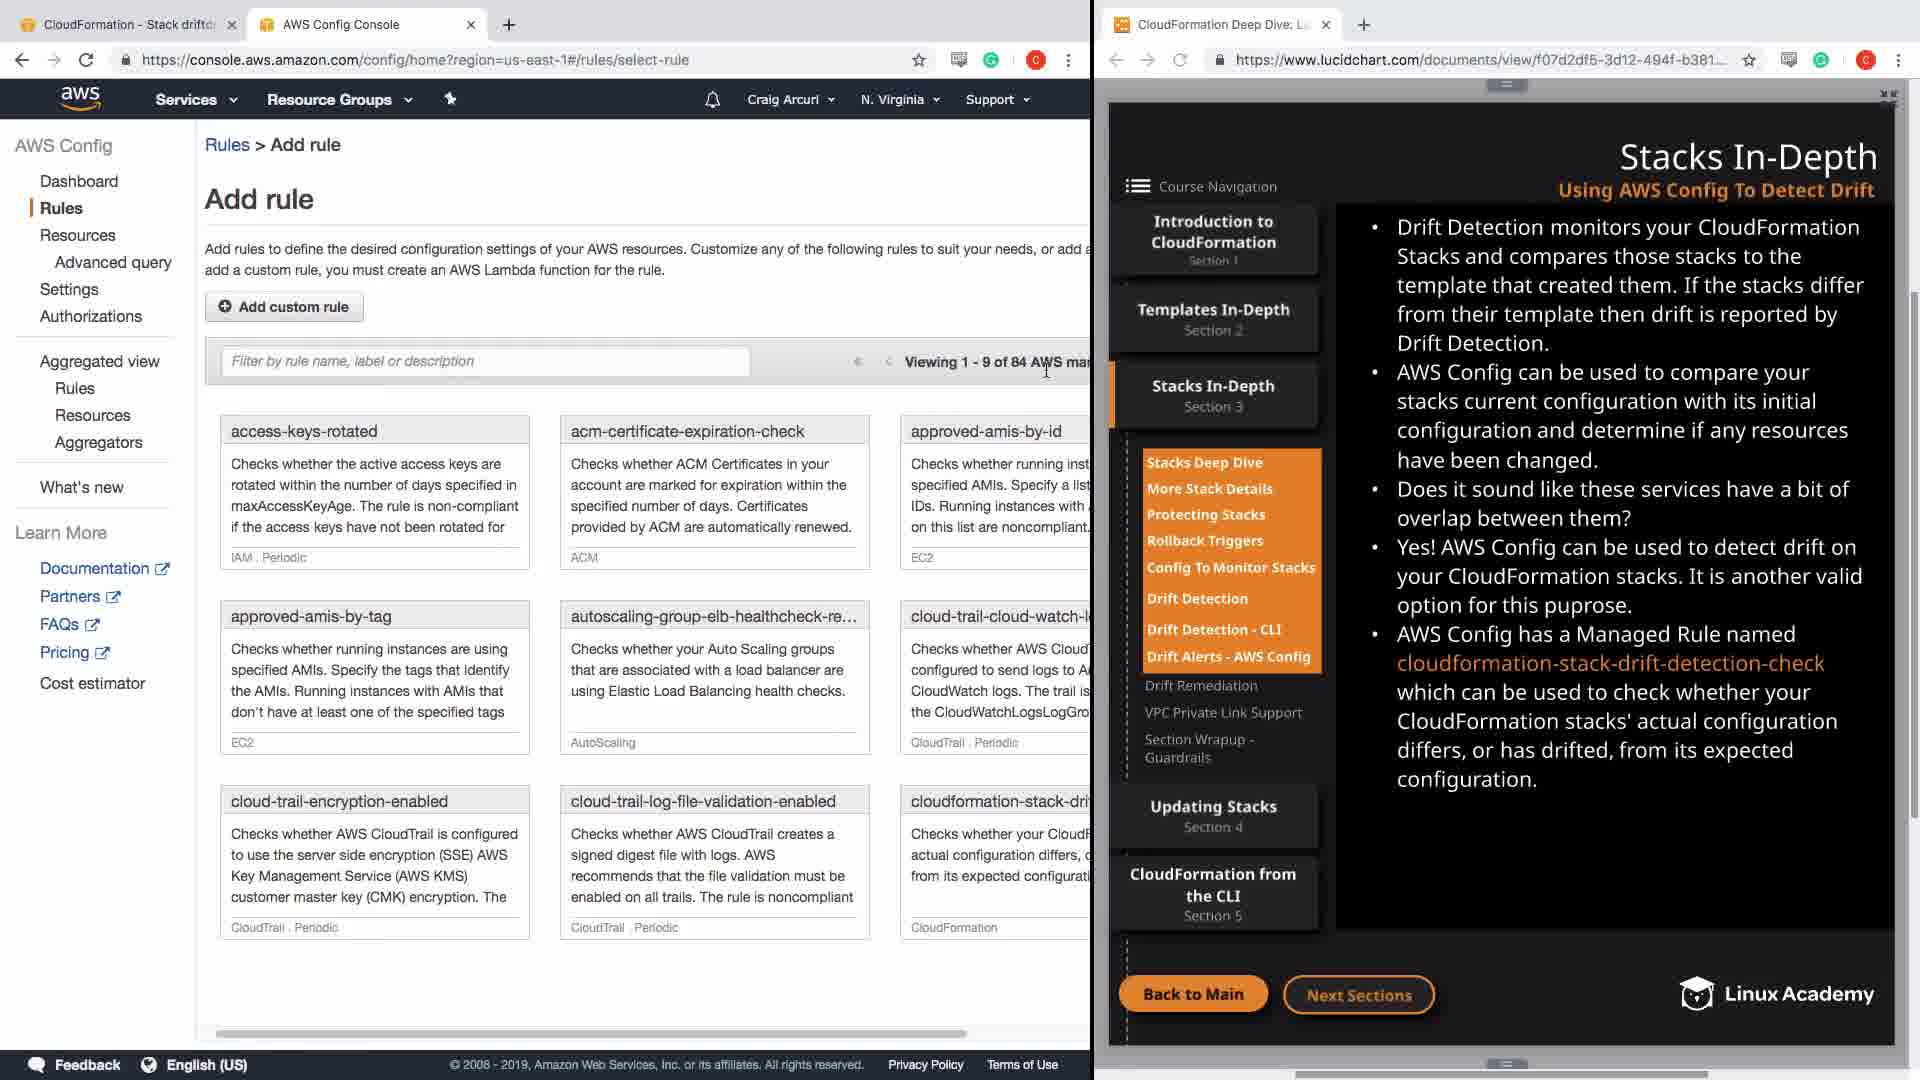 CloudFormation - Stack drift
AWS Config Console
https://console.aws.amazon.com/config/home?region=us-east-1#/rules/select-rule
C
aws
Services
Resource Groups
Craig Arcuri
N. Virginia
Support
AWS Config
Dashboard
Rules
Resources
Advanced query
Settings
Authorizations
Aggregated view
Rules
Resources
Aggregators
What's new
Learn More
Documentation
Partners
FAQs
Pricing
Cost estimator
Rules > Add rule
Add rule
Add rules to define the desired configuration settings of your AWS resources. Customize any of the following rules to suit your needs, or add a
add a custom rule, you must create an AWS Lambda function for the rule.
Add custom rule
Filter by rule name, label or description
Viewing 1 - 9 of 84 AWS mar
access-keys-rotated
Checks whether the active access keys are
rotated within the number of days specified in
maxAccessKeyAge. The rule is non-compliant
if the access keys have not been rotated for
IAM . Periodic
acm-certificate-expiration-check
Checks whether ACM Certificates in your
account are marked for expiration within the
specified number of days. Certificates
provided by ACM are automatically renewed.
ACM
approved-amis-by-id
Checks whether running inst
specified AMIs. Specify a list
IDs. Running instances with
on this list are noncompliant.
EC2
approved-amis-by-tag
Checks whether running instances are using
specified AMIs. Specify the tags that identify
the AMIs. Running instances with AMIs that
don't have at least one of the specified tags
EC2
autoscaling-group-elb-healthcheck-re...
Checks whether your Auto Scaling groups
that are associated with a load balancer are
using Elastic Load Balancing health checks.
AutoScaling
cloud-trail-cloud-watch-l
Checks whether AWS Cloud
configured to send logs to A
CloudWatch logs. The trail is
the CloudWatchLogsLogGro
CloudTrail . Periodic
cloud-trail-encryption-enabled
Checks whether AWS CloudTrail is configured
to use the server side encryption (SSE) AWS
Key Management Service (AWS KMS)
customer master key (CMK) encryption. The
CloudTrail . Periodic
cloud-trail-log-file-validation-enabled
Checks whether AWS CloudTrail creates a
signed digest file with logs. AWS
recommends that the file validation must be
enabled on all trails. The rule is noncompliant
CloudTrail . Periodic
cloudformation-stack-dri
Checks whether your CloudF
actual configuration differs, o
from its expected configurati
CloudFormation
Feedback
English (US)
© 2008 - 2019, Amazon Web Services, Inc. or its affiliates. All rights reserved.
Privacy Policy
Terms of Use
CloudFormation Deep Dive: L
https://www.lucidchart.com/documents/view/f07d2df5-3d12-494f-b381...
C
Stacks In-Depth
Using AWS Config To Detect Drift
Course Navigation
Introduction to
CloudFormation
Section 1
Templates In-Depth
Section 2
Stacks In-Depth
Section 3
Stacks Deep Dive
More Stack Details
Protecting Stacks
Rollback Triggers
Config To Monitor Stacks
Drift Detection
Drift Detection - CLI
Drift Alerts - AWS Config
Drift Remediation
VPC Private Link Support
Section Wrapup -
Guardrails
Updating Stacks
Section 4
CloudFormation from
the CLI
Section 5
• Drift Detection monitors your CloudFormation
Stacks and compares those stacks to the
template that created them. If the stacks differ
from their template then drift is reported by
Drift Detection.
• AWS Config can be used to compare your
stacks current configuration with its initial
configuration and determine if any resources
have been changed.
• Does it sound like these services have a bit of
overlap between them?
• Yes! AWS Config can be used to detect drift on
your CloudFormation stacks. It is another valid
option for this puprose.
• AWS Config has a Managed Rule named
cloudformation-stack-drift-detection-check
which can be used to check whether your
CloudFormation stacks' actual configuration
differs, or has drifted, from its expected
configuration.
Back to Main
Next Sections
Linux Academy